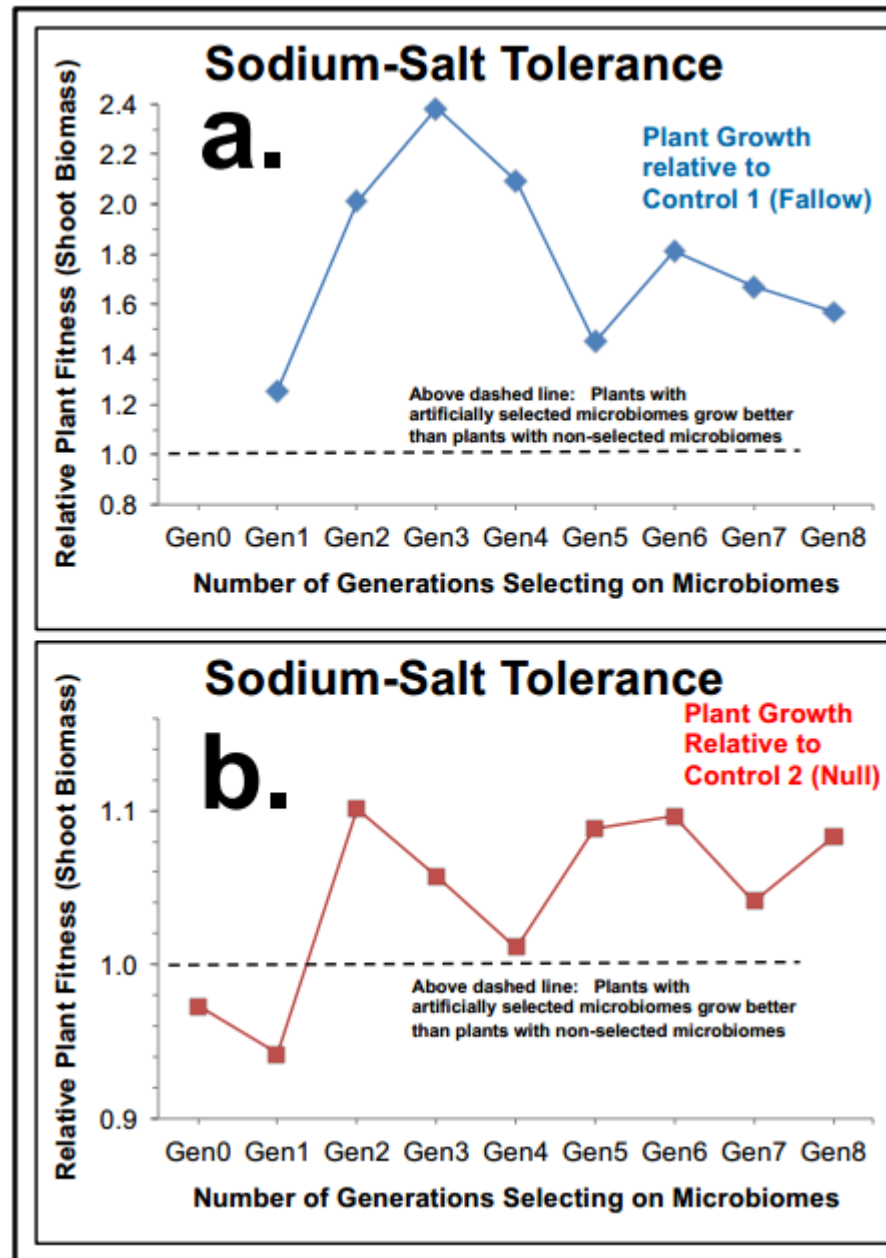 Sodium-Salt Tolerance
a.
Plant Growth
relative to
Control 1 (Fallow)
Relative Plant Fitness (Shoot Biomass)
2.4
2.2
2.0
1.8
1.6
1.4
1.2
1.0
0.8
Above dashed line: Plants with
artificially selected microbiomes grow better
than plants with non-selected microbiomes
Gen0 Gen1 Gen2 Gen3 Gen4 Gen5 Gen6 Gen7 Gen8
Number of Generations Selecting on Microbiomes
Sodium-Salt Tolerance
b.
Plant Growth
Relative to
Control 2 (Null)
Relative Plant Fitness (Shoot Biomass)
1.1
1.0
0.9
Above dashed line: Plants with
artificially selected microbiomes grow better
than plants with non-selected microbiomes
Gen0 Gen1 Gen2 Gen3 Gen4 Gen5 Gen6 Gen7 Gen8
Number of Generations Selecting on Microbiomes